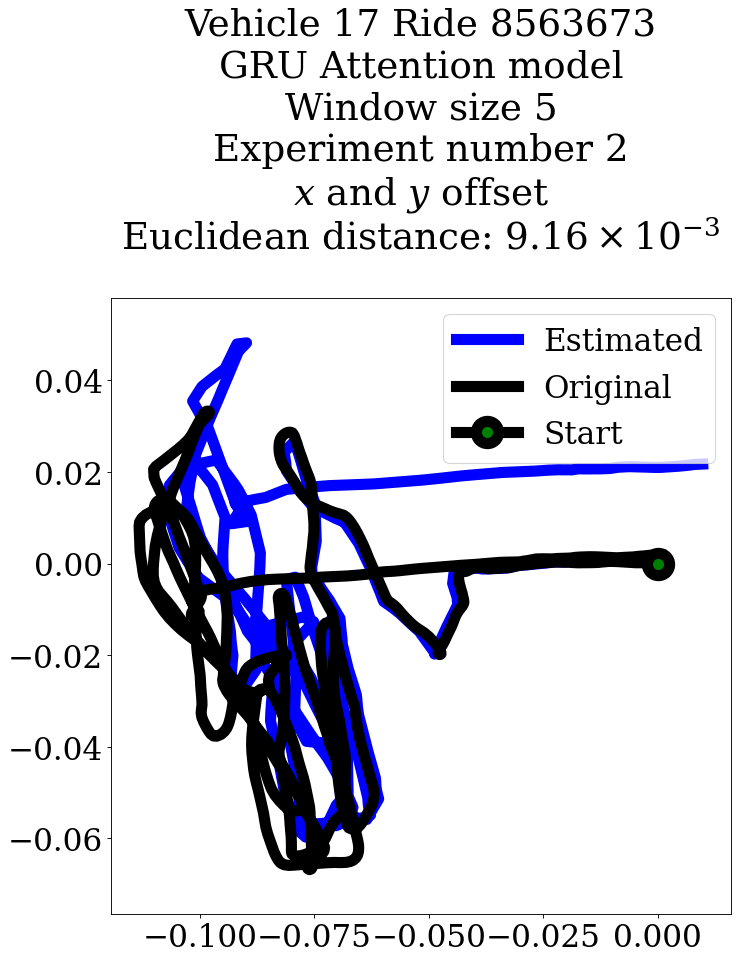 Vehicle 17 Ride 8563673
GRU Attention model
Window size 5
Experiment number 2
x and y offset
Euclidean distance: 9.16 × 10⁻³
Estimated
Original
Start
0.04
0.02
0.00
−0.02
−0.04
−0.06
−0.100 −0.075 −0.050 −0.025 0.000